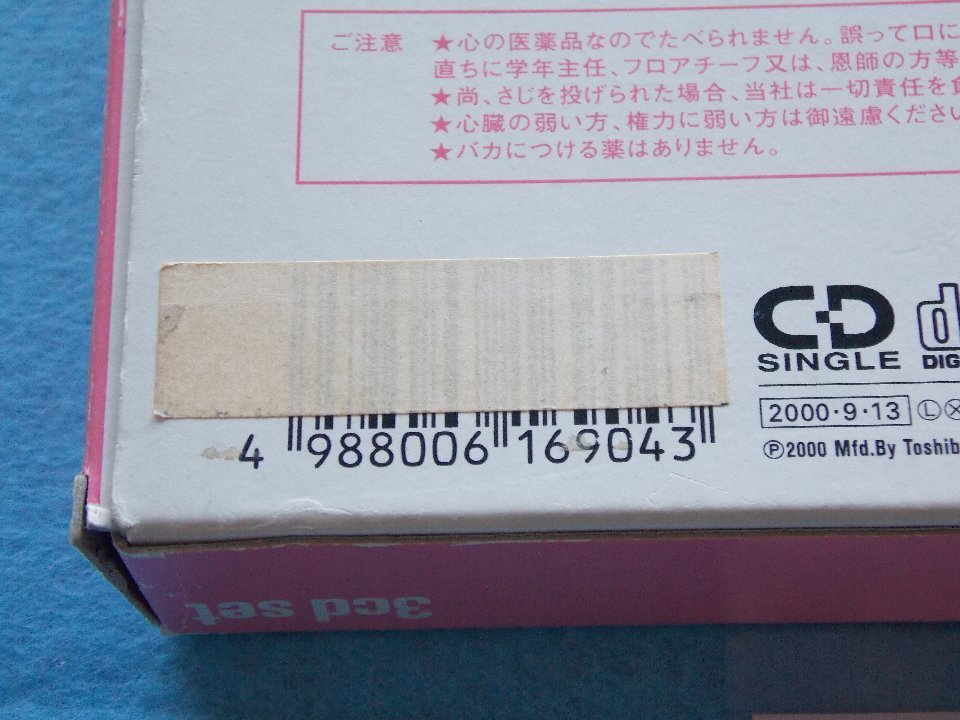 ご注意 ★心の医薬品なのでたべられません。誤って口に
直ちに学年主任、フロアチーフ又は、恩師の方等
★尚、さじを投げられた場合、当社は一切責任を負
★心臓の弱い方、権力に弱い方は御遠慮ください
★バカにつける薬はありません。
CD
SINGLE
DIG
2000・9・13 Ⓛ Ⓧ
℗2000 Mfd.By Toshib
4 988006 169043
3cd set